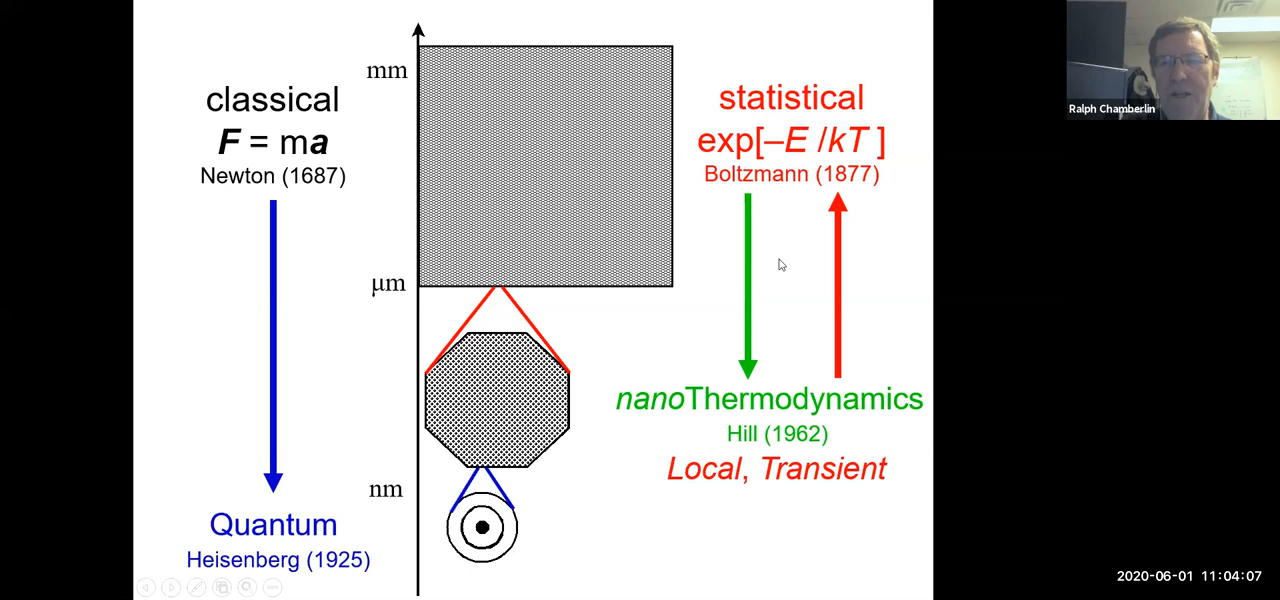 mm
classical
F = ma
Newton (1687)
statistical
exp[–E /kT ]
Boltzmann (1877)
μm
nanoThermodynamics
Hill (1962)
Local, Transient
nm
Quantum
Heisenberg (1925)
Ralph Chamberlin
2020-06-01 11:04:07